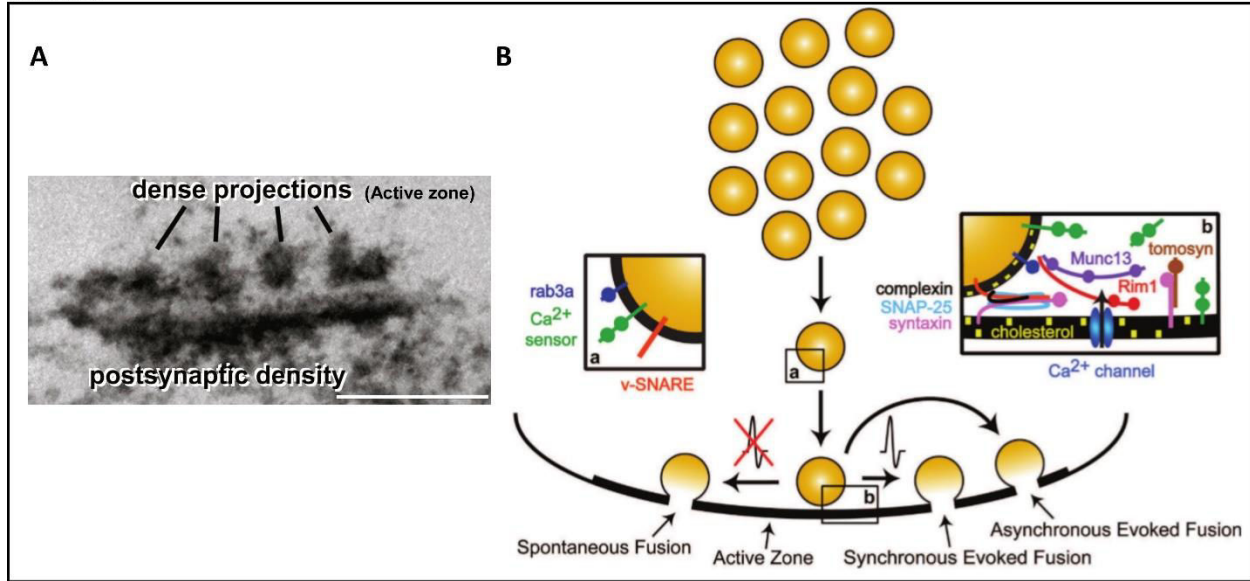 A
dense projections (Active zone)
postsynaptic density
B
rab3a
Ca2+
sensor
a
v-SNARE
a
b
complexin
SNAP-25
syntaxin
Munc13
tomosyn
Rim1
cholesterol
Ca2+ channel
b
Spontaneous Fusion
Active Zone
Synchronous Evoked Fusion
Asynchronous Evoked Fusion